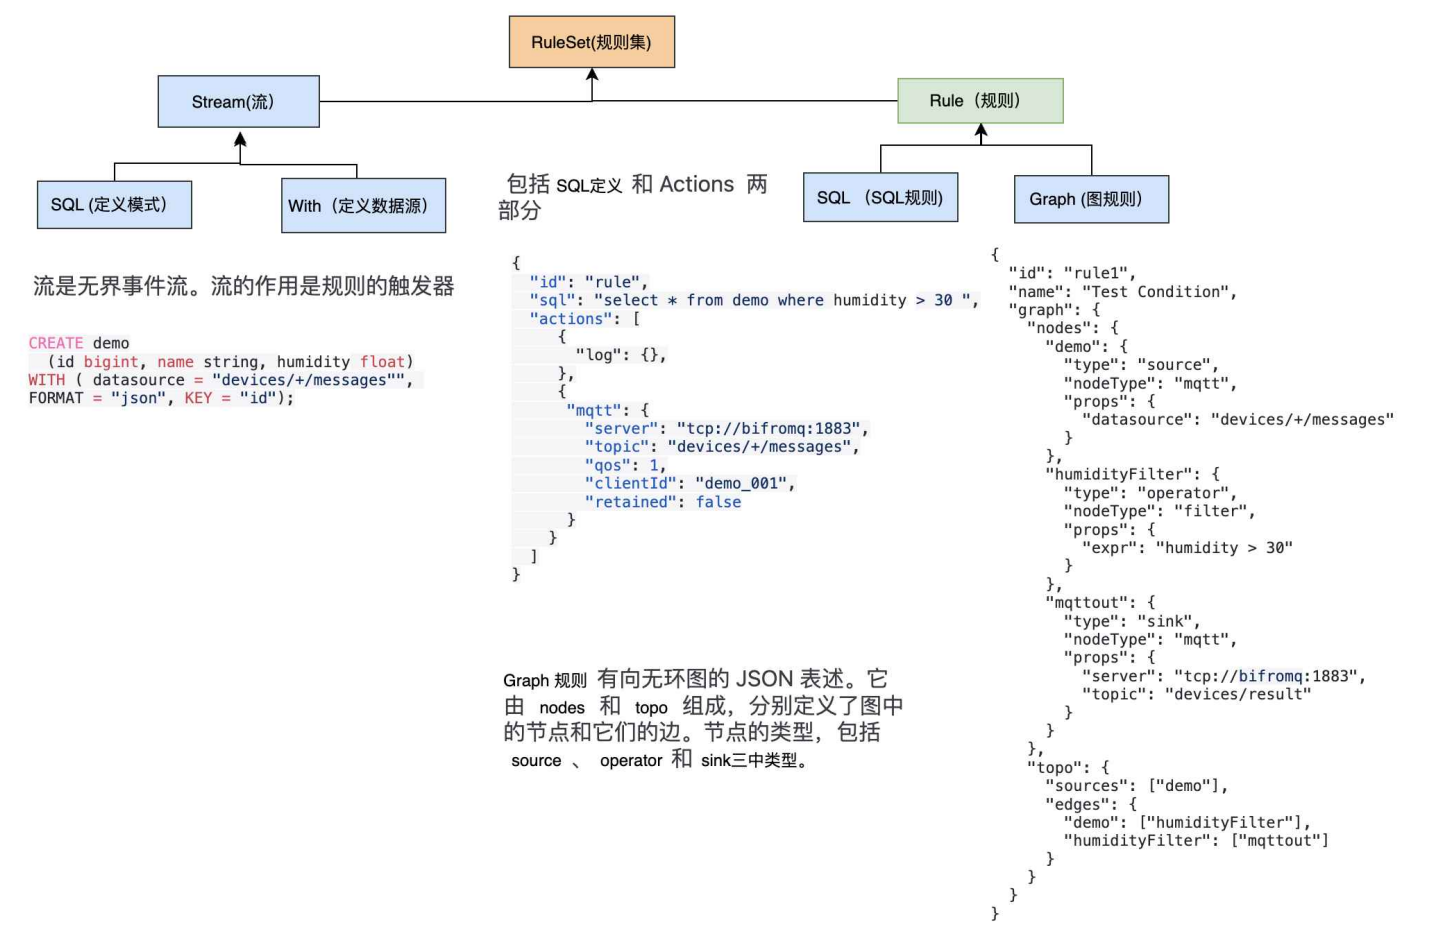 RuleSet(规则集)
Stream(流）
Rule（规则）
SQL (定义模式）
With（定义数据源）
SQL （SQL规则)
Graph (图规则）
流是无界事件流。流的作用是规则的触发器
CREATE demo
(id bigint, name string, humidity float)
WITH ( datasource = "devices/+/messages"",
FORMAT = "json", KEY = "id");
包括 SQL定义 和 Actions 两
部分
{
"id": "rule",
"sql": "select * from demo where humidity > 30 ",
"actions": [
{
"log": {},
},
{
"mqtt": {
"server": "tcp://bifromq:1883",
"topic": "devices/+/messages",
"qos": 1,
"clientId": "demo_001",
"retained": false
}
}
]
}
Graph 规则 有向无环图的 JSON 表述。它
由 nodes 和 topo 组成，分别定义了图中
的节点和它们的边。节点的类型，包括
source 、 operator 和 sink三中类型。
{
"id": "rule1",
"name": "Test Condition",
"graph": {
"nodes": {
"demo": {
"type": "source",
"nodeType": "mqtt",
"props": {
"datasource": "devices/+/messages"
}
},
"humidityFilter": {
"type": "operator",
"nodeType": "filter",
"props": {
"expr": "humidity > 30"
}
},
"mqttout": {
"type": "sink",
"nodeType": "mqtt",
"props": {
"server": "tcp://bifromq:1883",
"topic": "devices/result"
}
}
},
"topo": {
"sources": ["demo"],
"edges": {
"demo": ["humidityFilter"],
"humidityFilter": ["mqttout"]
}
}
}
}